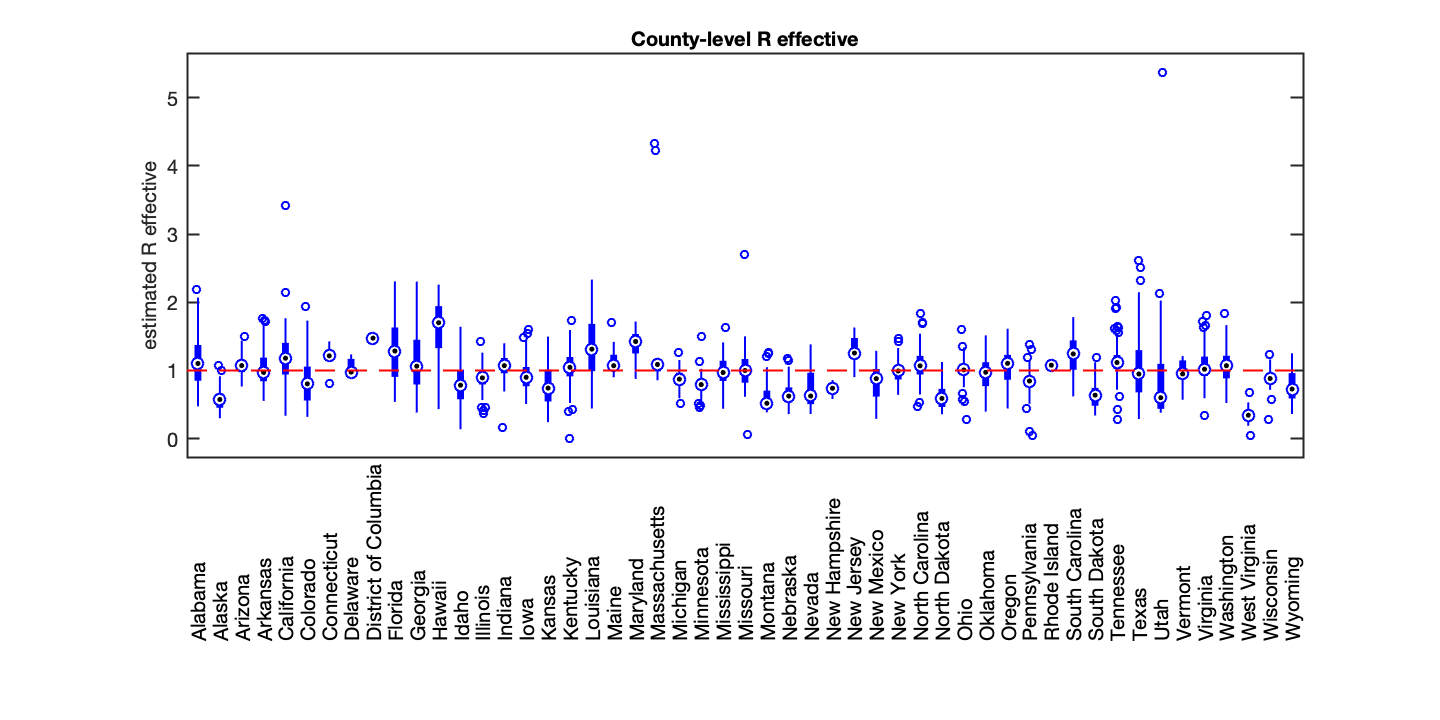 County-level R effective
estimated R effective
5
4
3
2
1
0
Alabama
Alaska
Arizona
Arkansas
California
Colorado
Connecticut
Delaware
District of Columbia
Florida
Georgia
Hawaii
Idaho
Illinois
Indiana
Iowa
Kansas
Kentucky
Louisiana
Maine
Maryland
Massachusetts
Michigan
Minnesota
Mississippi
Missouri
Montana
Nebraska
Nevada
New Hampshire
New Jersey
New Mexico
New York
North Carolina
North Dakota
Ohio
Oklahoma
Oregon
Pennsylvania
Rhode Island
South Carolina
South Dakota
Tennessee
Texas
Utah
Vermont
Virginia
Washington
West Virginia
Wisconsin
Wyoming